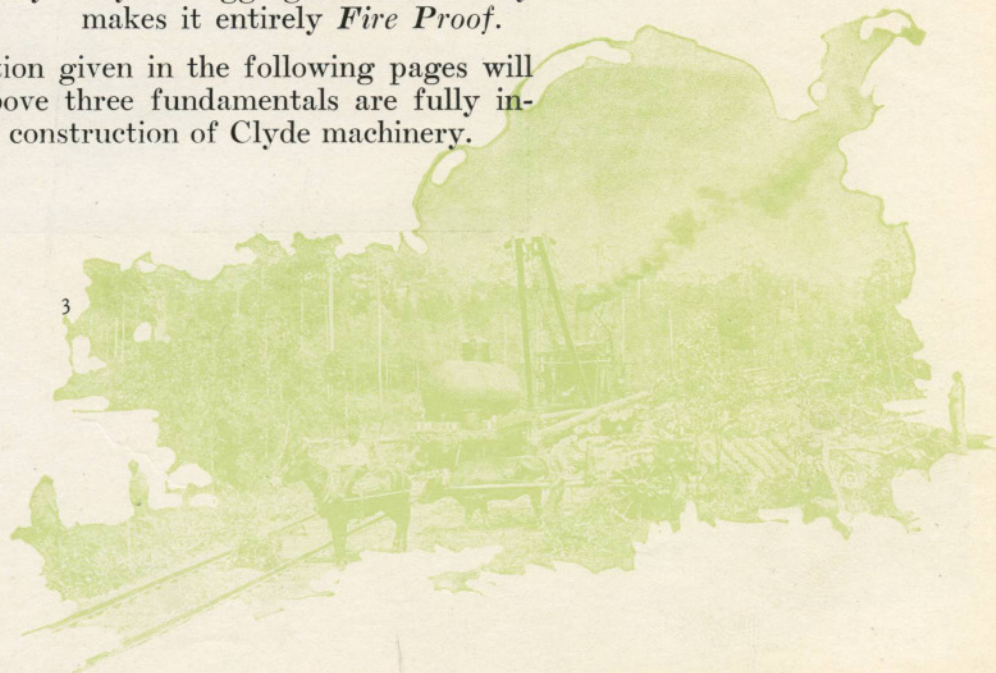 makes it entirely Fire Proof.
tion given in the following pages will
bove three fundamentals are fully in-
construction of Clyde machinery.
3